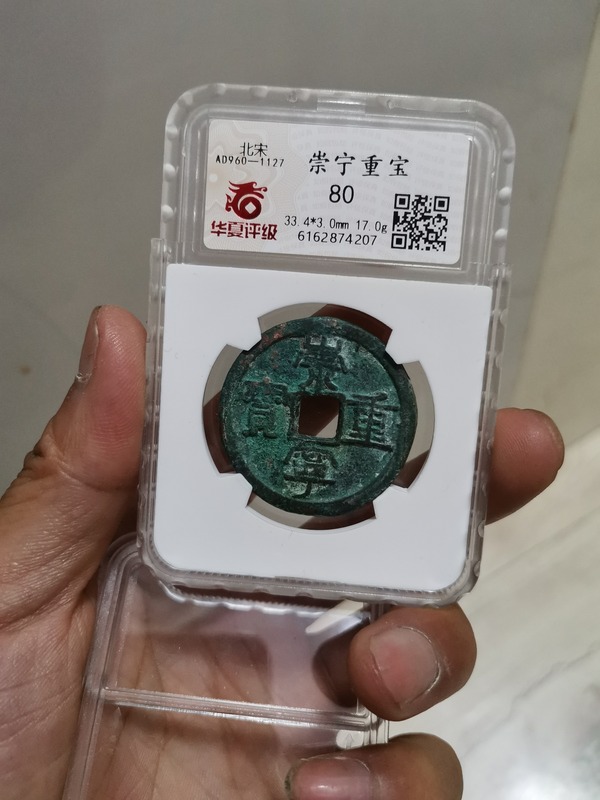 北宋
AD960—1127
崇宁重宝
80
华夏评级
33.4*3.0mm 17.0g
6162874207
崇
寶 重
寧